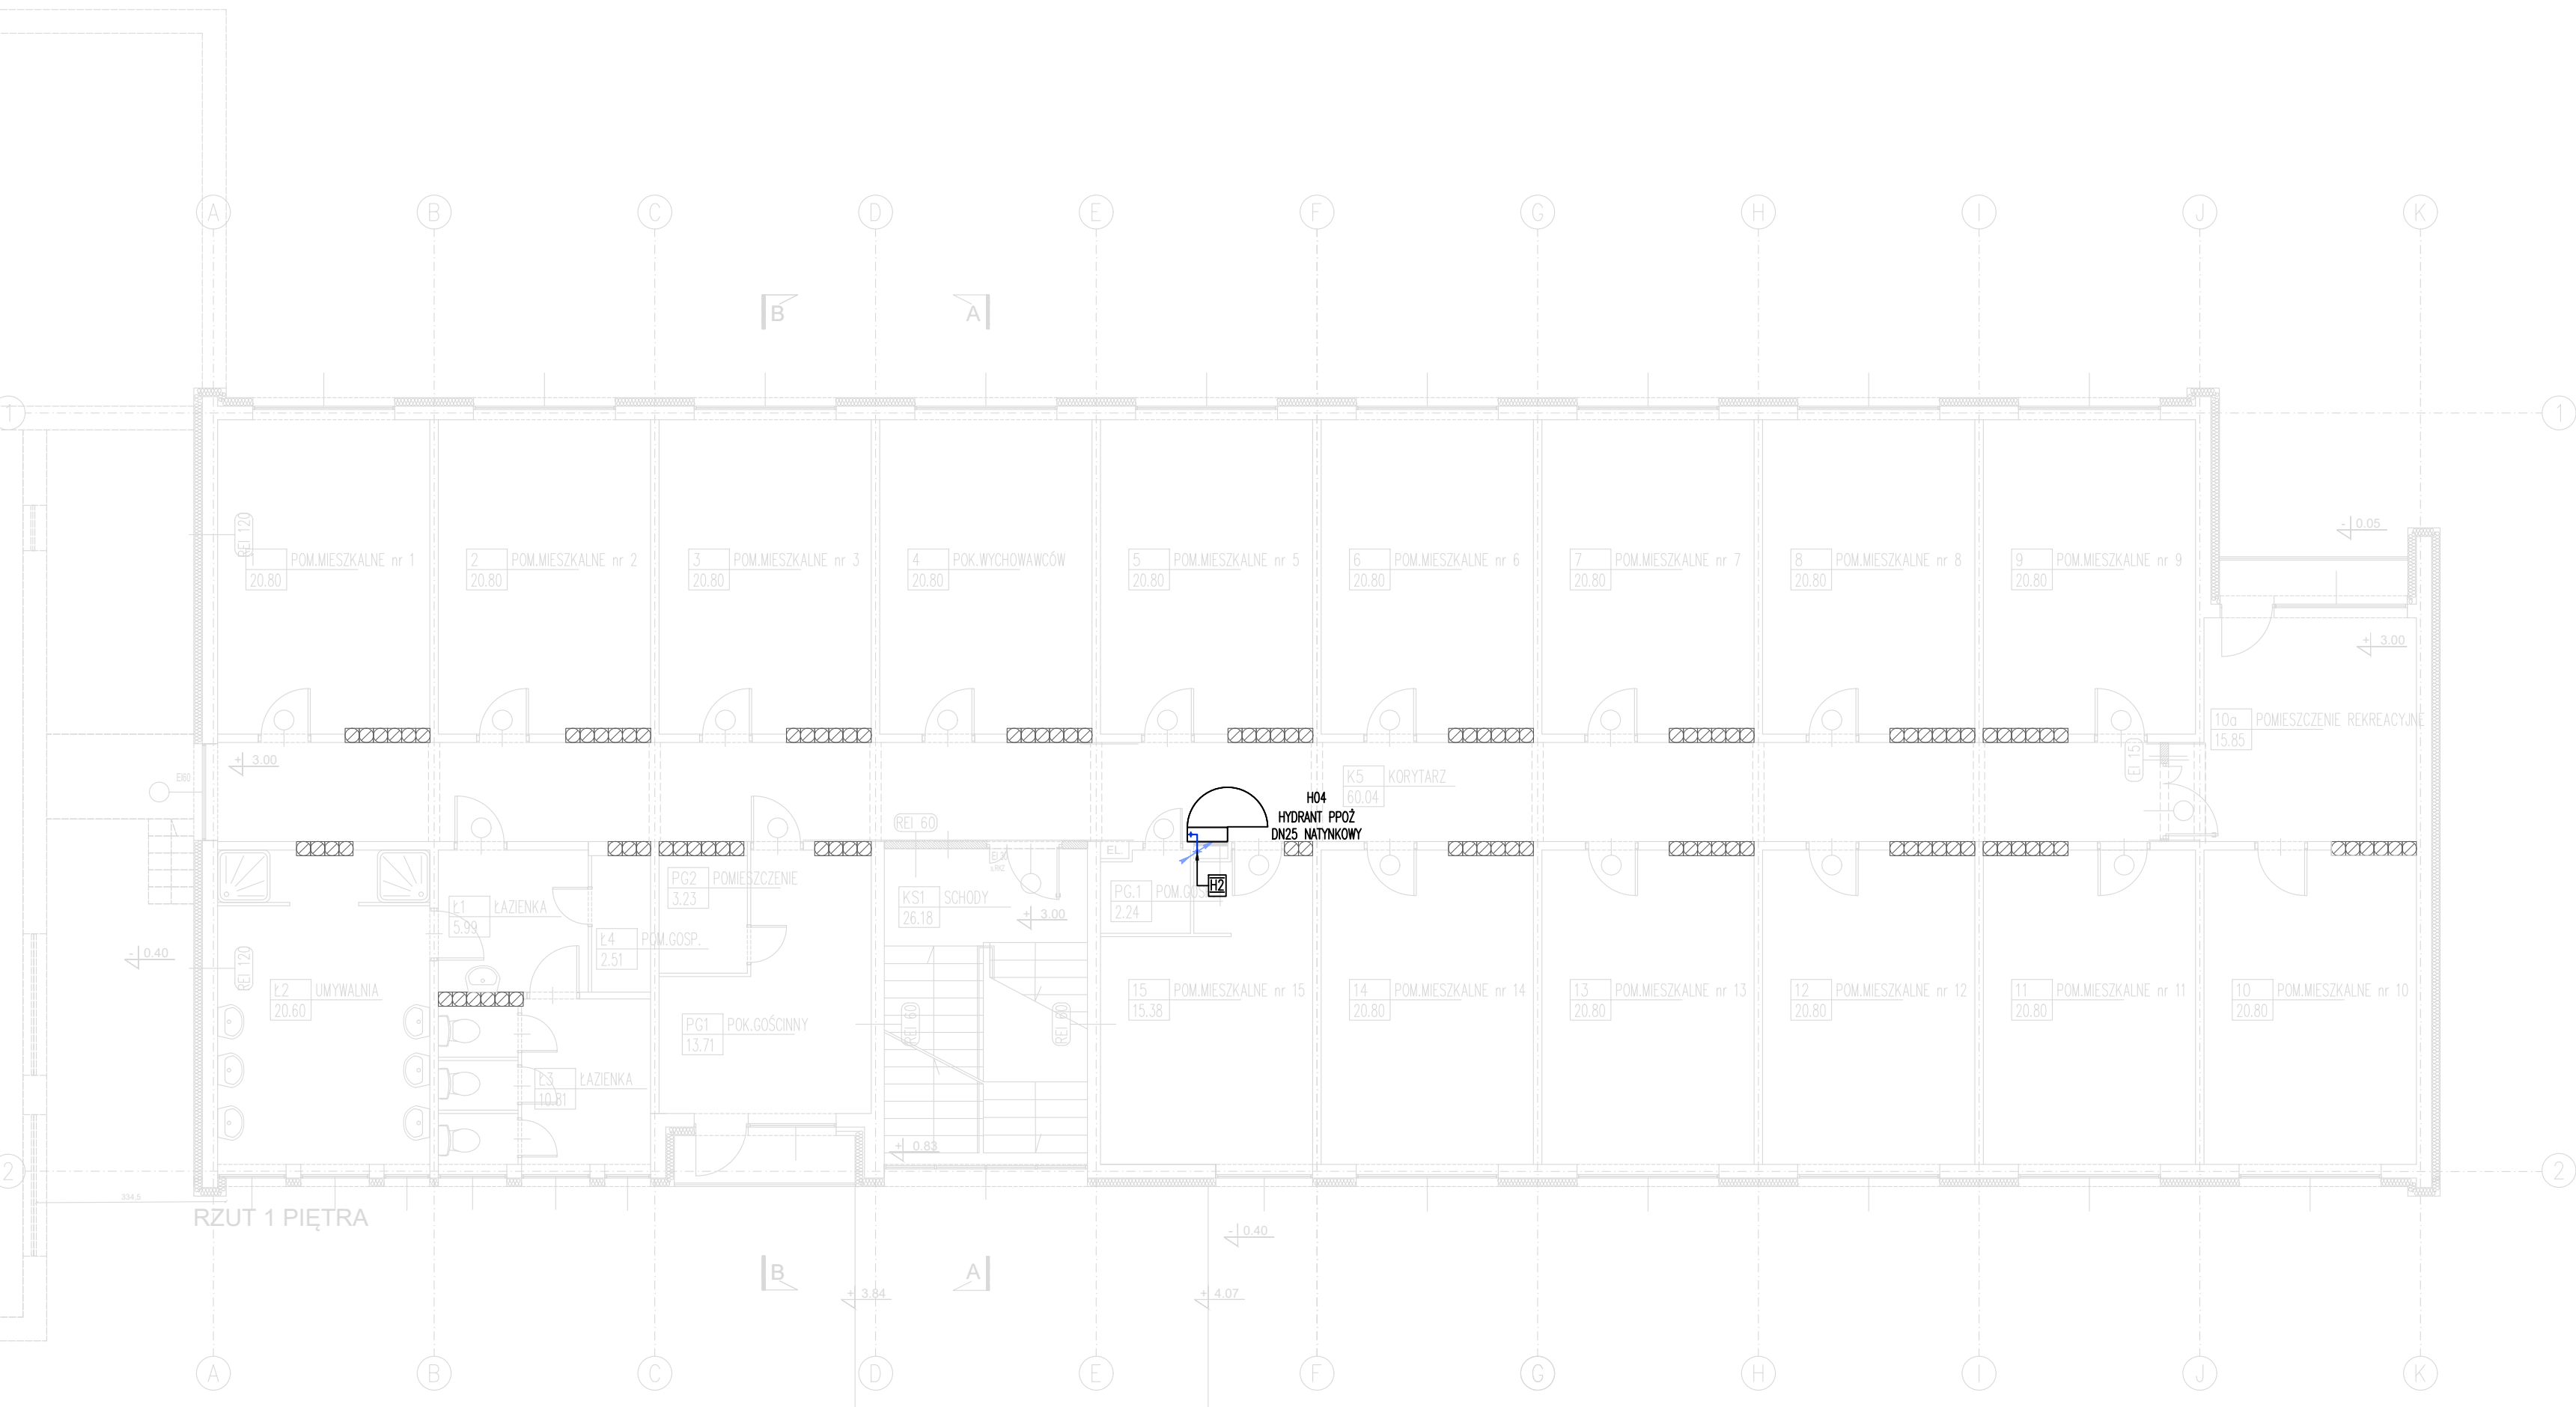 A B C D E F G H I J K
B A
1 1
REI 120
1 POM.MIESZKALNE nr 1
20.80
2 POM.MIESZKALNE nr 2
20.80
3 POM.MIESZKALNE nr 3
20.80
4 POK.WYCHOWAWCÓW
20.80
5 POM.MIESZKALNE nr 5
20.80
6 POM.MIESZKALNE nr 6
20.80
7 POM.MIESZKALNE nr 7
20.80
8 POM.MIESZKALNE nr 8
20.80
9 POM.MIESZKALNE nr 9
20.80
- 0.05
+ 3.00
10a POMIESZCZENIE REKREACYJNE
15.85
EI 15
+ 3.00
EI60
K5 KORYTARZ
60.04
H04
HYDRANT PPOŻ
DN25 NATYNKOWY
H2
REI 60
EL
PG2 POMIESZCZENIE
3.23
KS1 SCHODY
26.18
+ 3.00
PG.1 POM.GOS
2.24
Ł1 ŁAZIENKA
5.99
Ł4 POM.GOSP.
2.51
- 0.40
REI 120
Ł2 UMYWALNIA
20.60
PG1 POK.GOŚCINNY
13.71
REI 60
REI 60
15 POM.MIESZKALNE nr 15
15.38
14 POM.MIESZKALNE nr 14
20.80
13 POM.MIESZKALNE nr 13
20.80
12 POM.MIESZKALNE nr 12
20.80
11 POM.MIESZKALNE nr 11
20.80
10 POM.MIESZKALNE nr 10
20.80
Ł3 ŁAZIENKA
10.81
+ 0.83
2 2
334.5
RZUT 1 PIĘTRA
- 0.40
B A
+ 3.84
+ 4.07
A B C D E F G H I J K